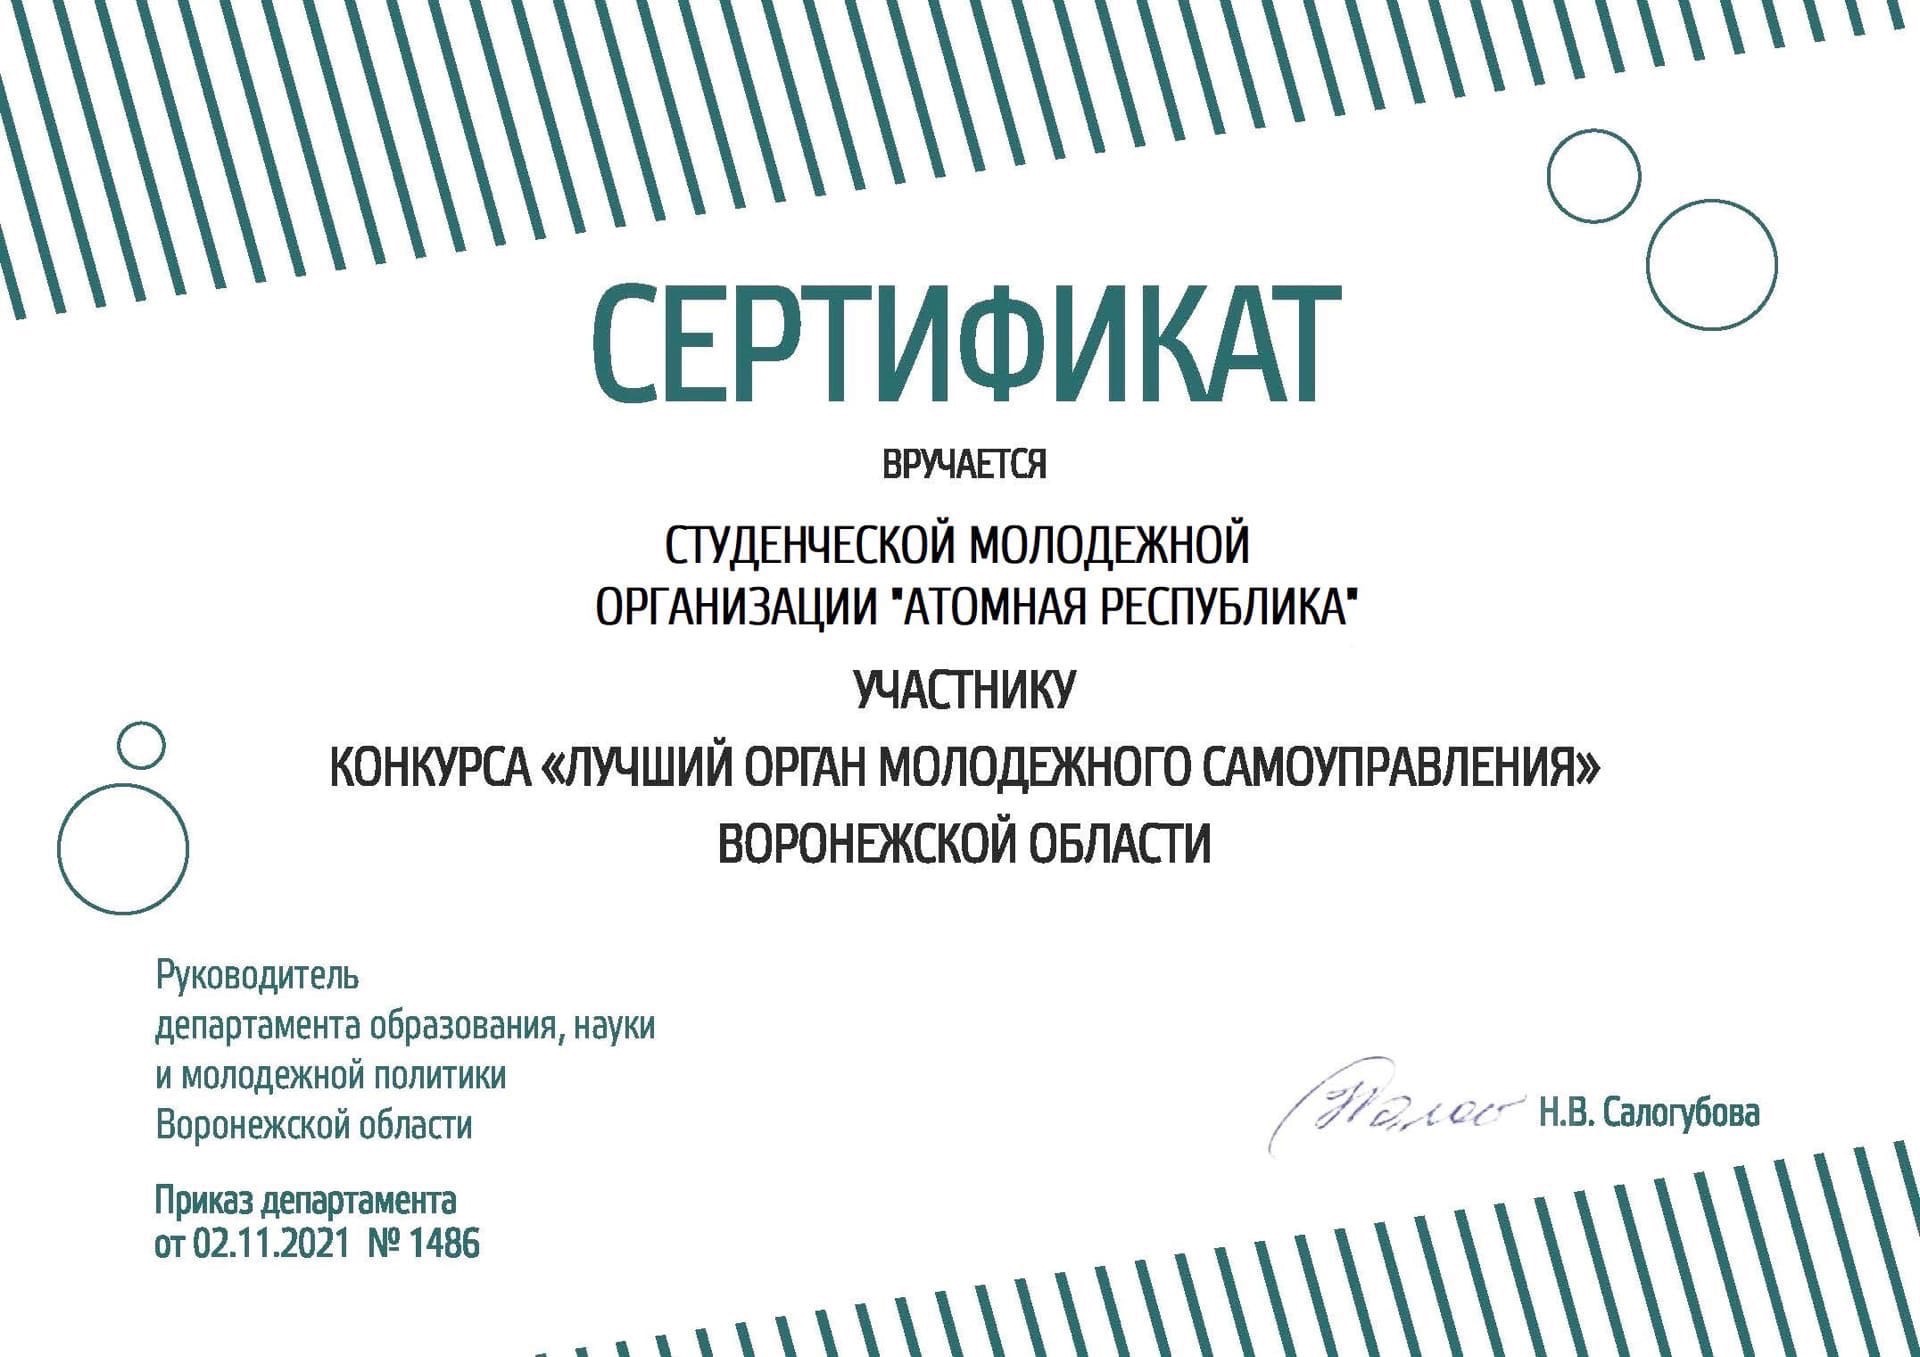 СЕРТИФИКАТ
ВРУЧАЕТСЯ
СТУДЕНЧЕСКОЙ МОЛОДЕЖНОЙ
ОРГАНИЗАЦИИ "АТОМНАЯ РЕСПУБЛИКА"
УЧАСТНИКУ
КОНКУРСА «ЛУЧШИЙ ОРГАН МОЛОДЕЖНОГО САМОУПРАВЛЕНИЯ»
ВОРОНЕЖСКОЙ ОБЛАСТИ
Руководитель
департамента образования, науки
и молодежной политики
Воронежской области
Н.В. Салогубова
Приказ департамента
от 02.11.2021 № 1486